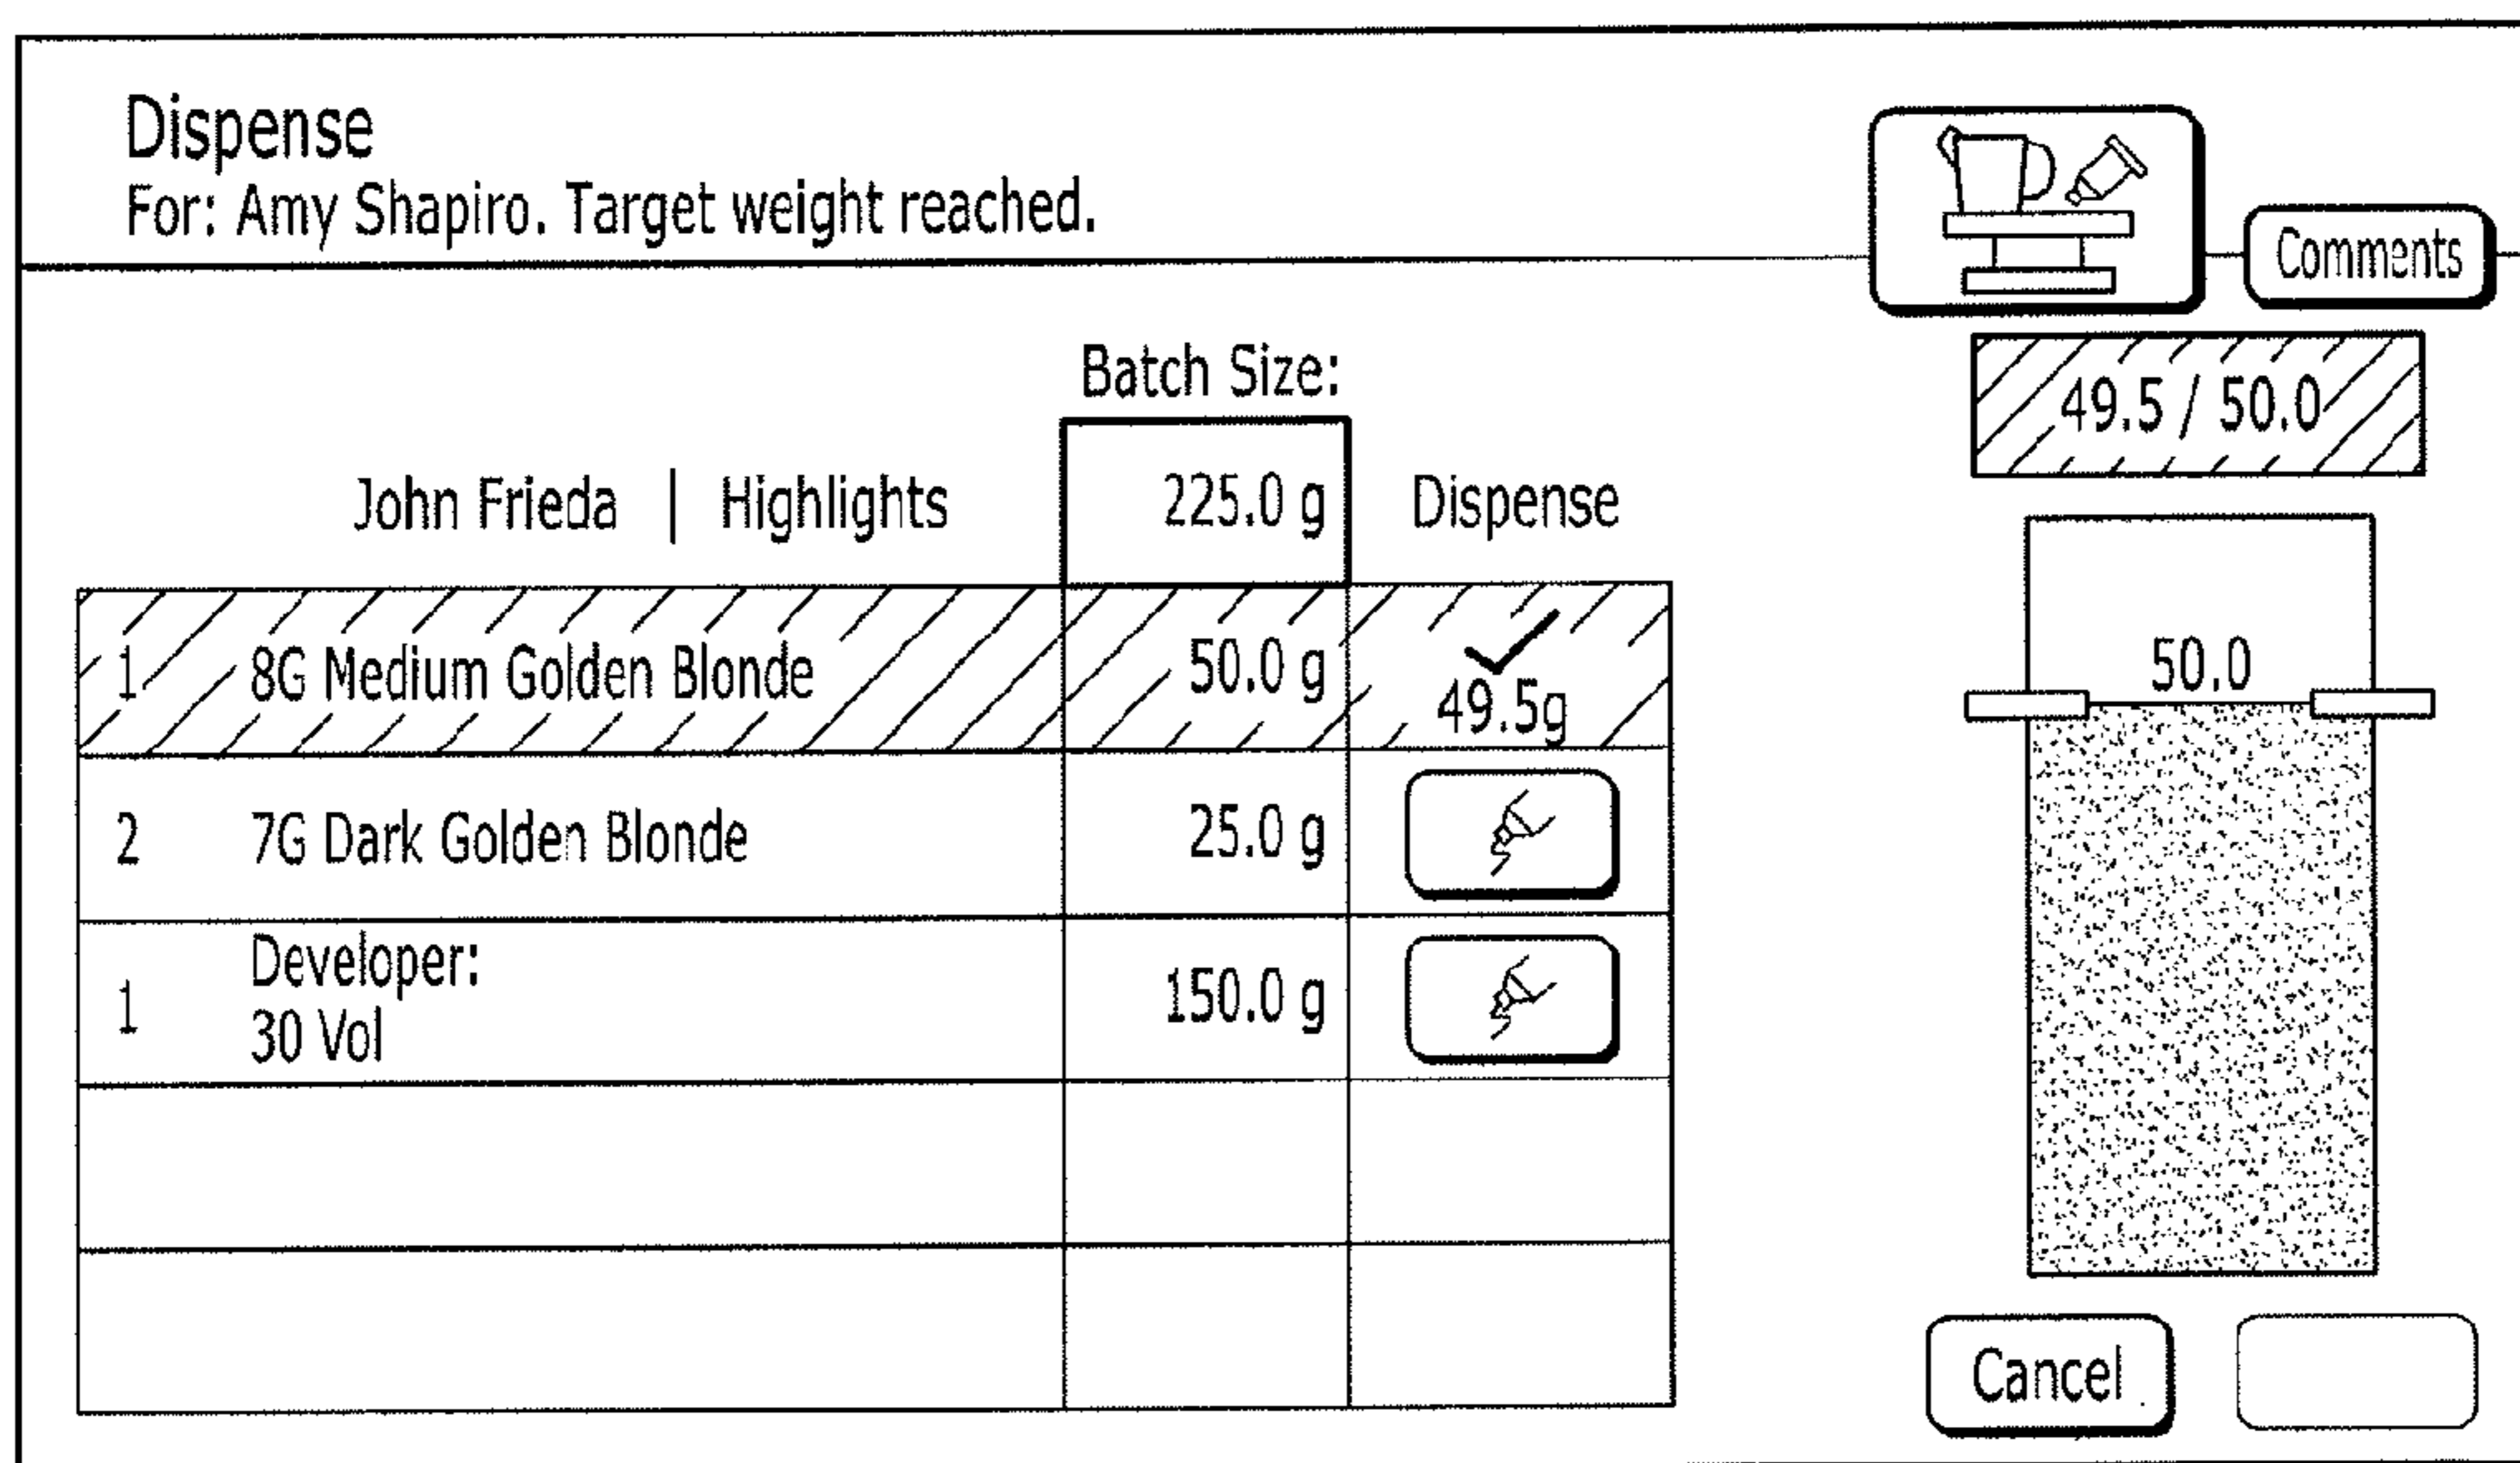 Dispense
For: Amy Shapiro. Target weight reached.
Comments
Batch Size:
49.5 / 50.0
John Frieda | Highlights 225.0 g Dispense
1 8G Medium Golden Blonde 50.0 g ✓ 49.5g
50.0
2 7G Dark Golden Blonde 25.0 g
1 Developer: 150.0 g
30 Vol
Cancel